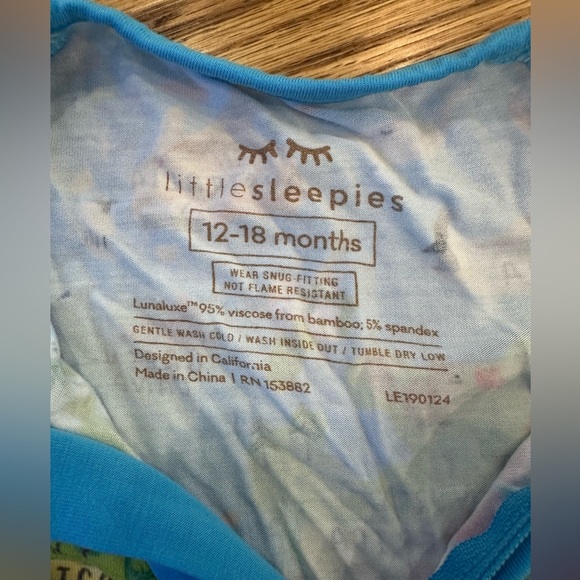 littlesleepies
12-18 months
WEAR SNUG-FITTING
NOT FLAME RESISTANT
Lunaluxe™ 95% viscose from bamboo; 5% spandex
GENTLE WASH COLD / WASH INSIDE OUT / TUMBLE DRY LOW
Designed in California
Made in China | RN 153862
LE190124